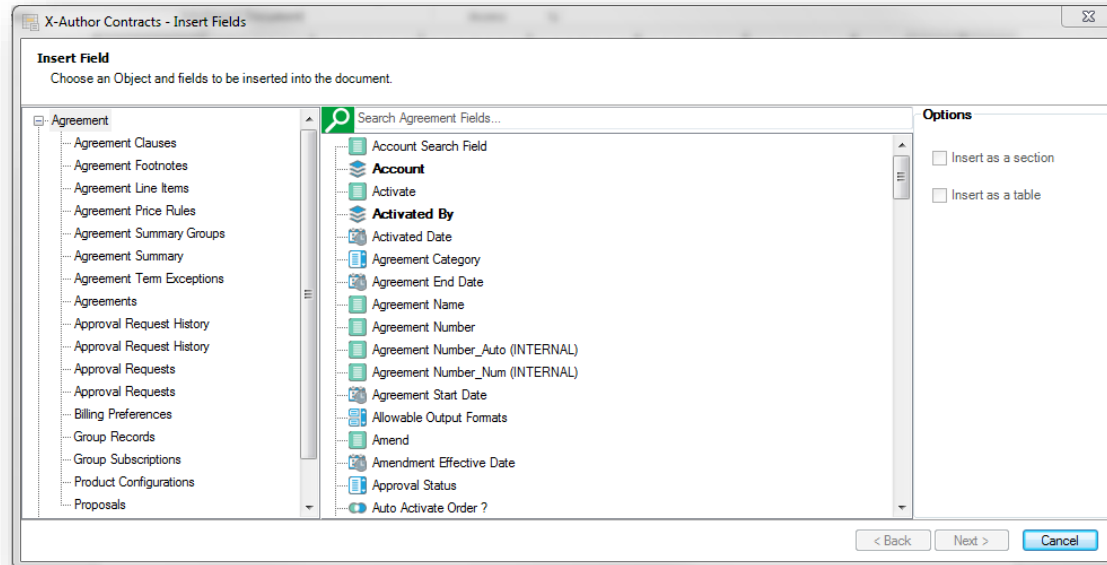 X-Author Contracts - Insert Fields
Insert Field
Choose an Object and fields to be inserted into the document.
Agreement
Agreement Clauses
Agreement Footnotes
Agreement Line Items
Agreement Price Rules
Agreement Summary Groups
Agreement Summary
Agreement Term Exceptions
Agreements
Approval Request History
Approval Request History
Approval Requests
Approval Requests
Billing Preferences
Group Records
Group Subscriptions
Product Configurations
Proposals
Search Agreement Fields...
Account Search Field
Account
Activate
Activated By
Activated Date
Agreement Category
Agreement End Date
Agreement Name
Agreement Number
Agreement Number_Auto (INTERNAL)
Agreement Number_Num (INTERNAL)
Agreement Start Date
Allowable Output Formats
Amend
Amendment Effective Date
Approval Status
Auto Activate Order ?
Options
Insert as a section
Insert as a table
< Back
Next >
Cancel